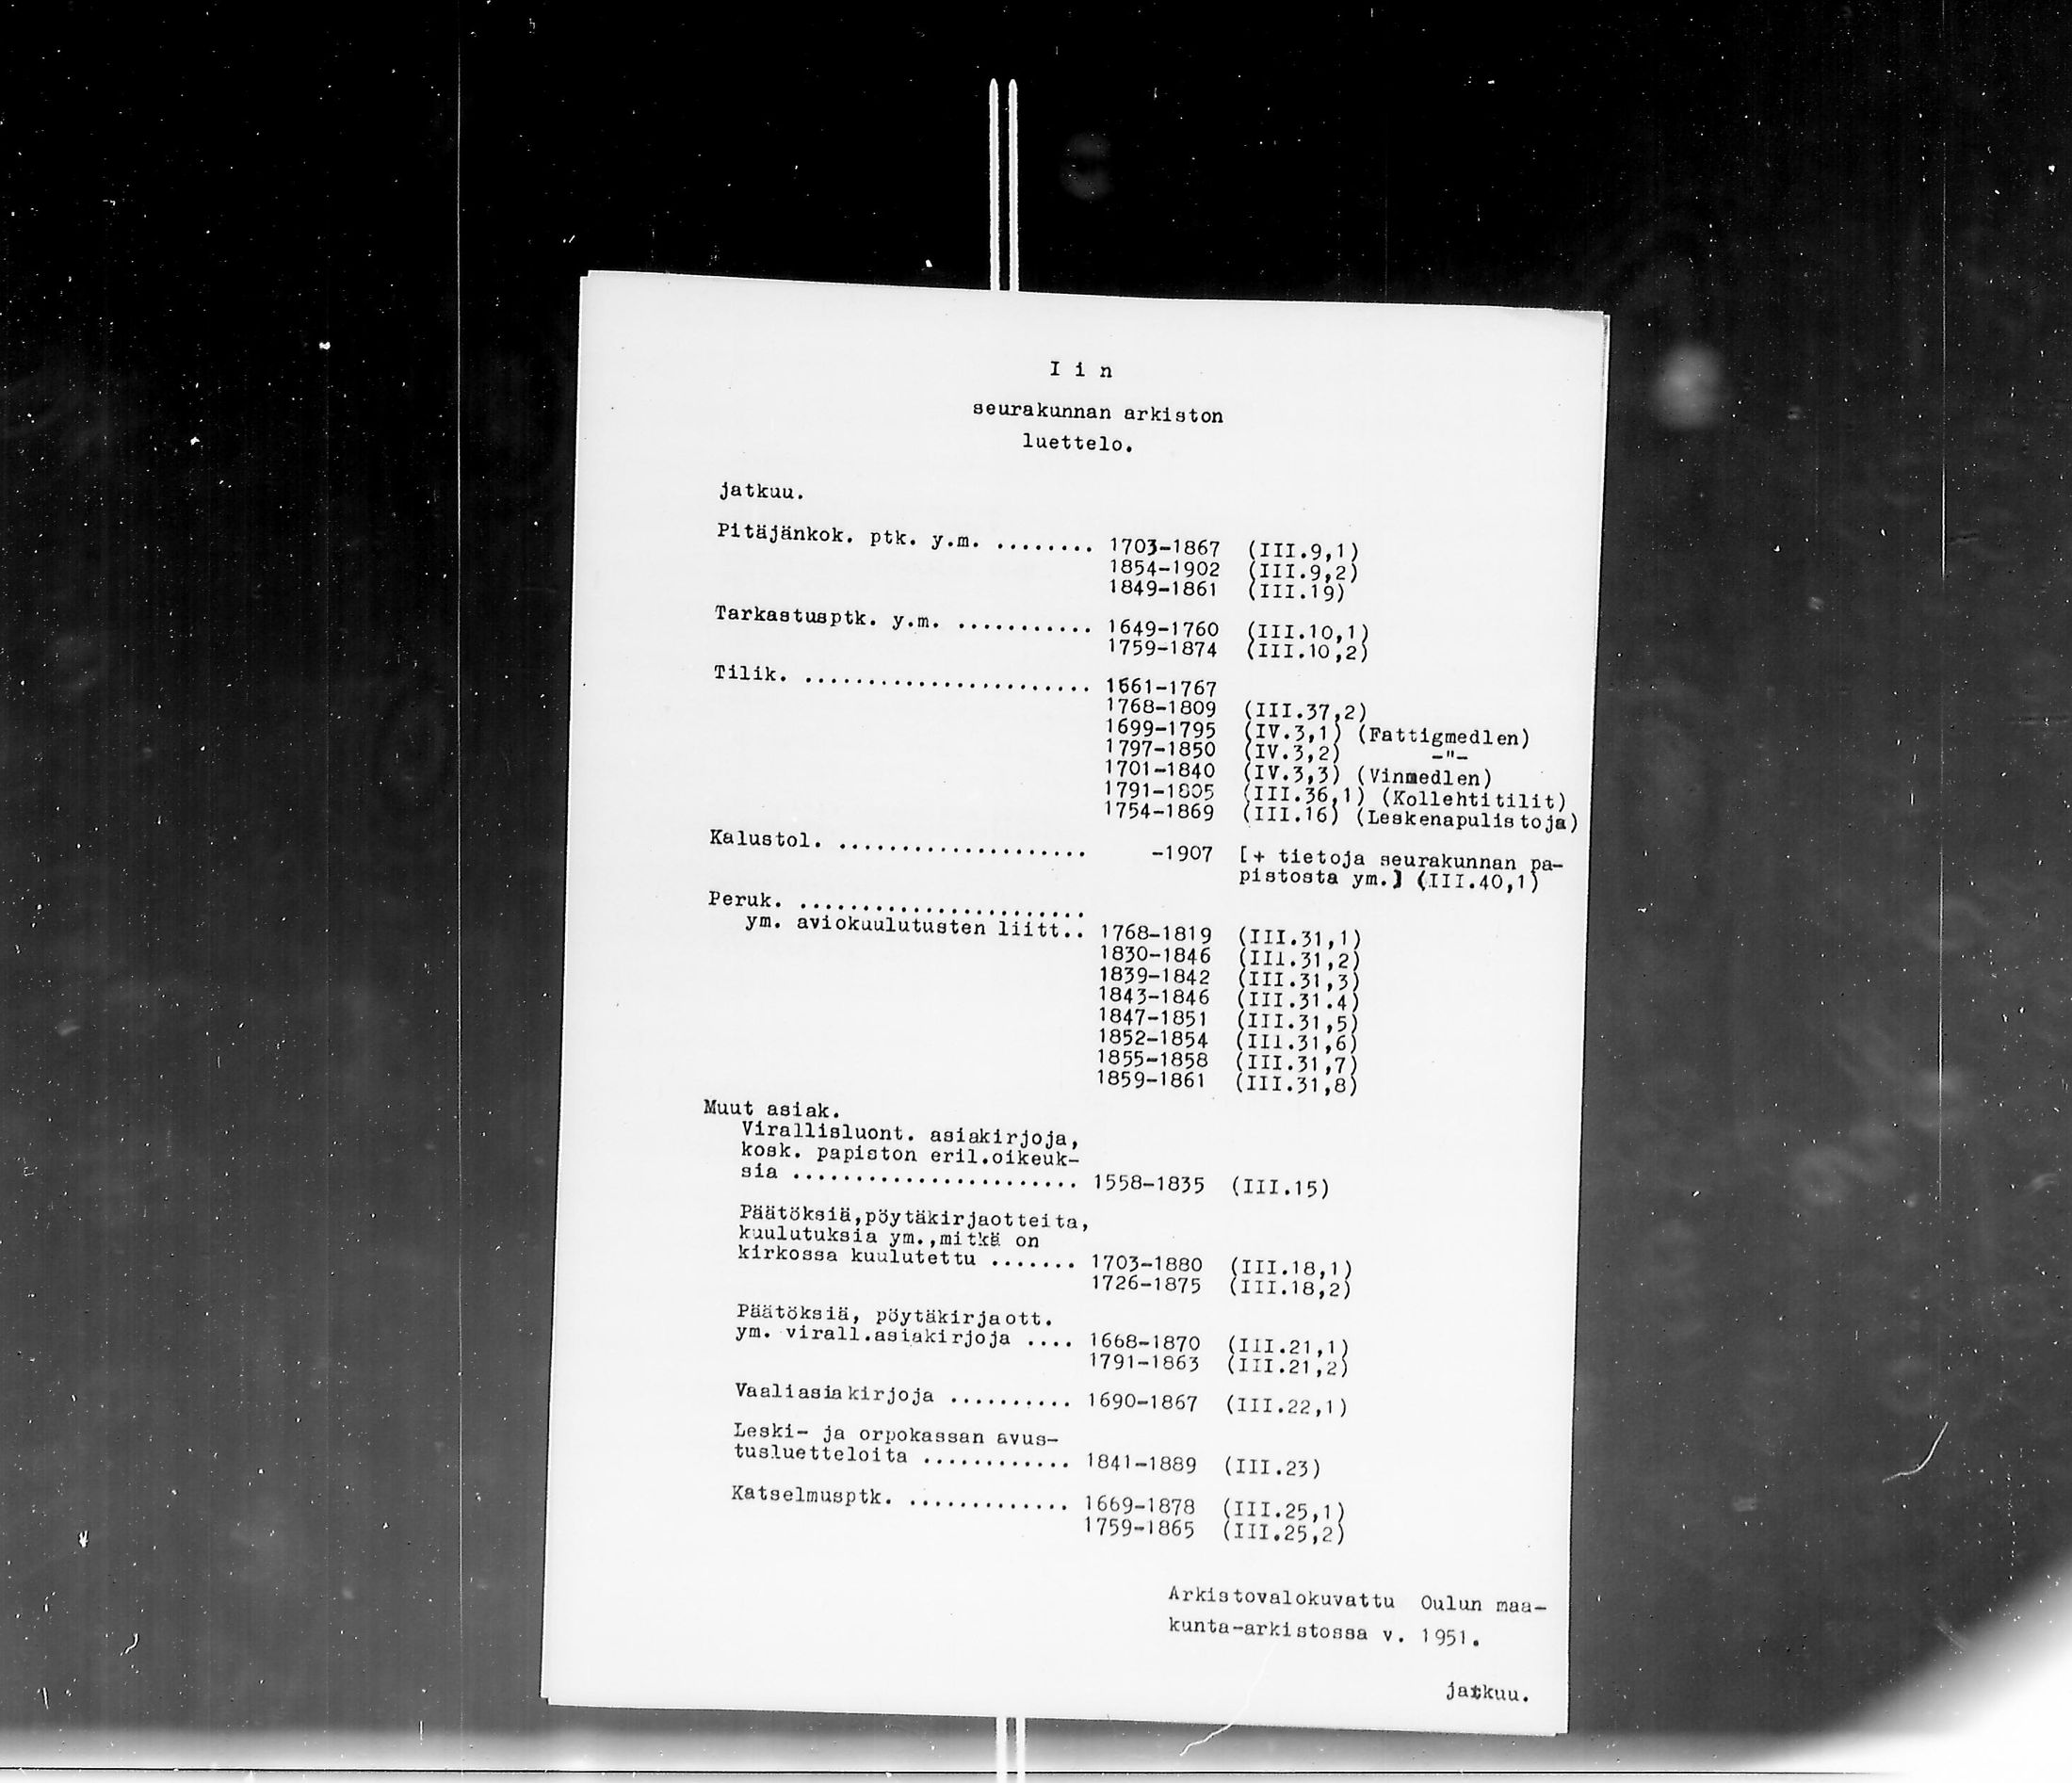 I i n
seurakunnan arkiston
luettelo.
jatkuu.
Pitäjänkok. ptk. y.m. ........ 1703-1867 (III.9,1)
1854-1902 (III.9,2)
1849-1861 (III.19)
Tarkastusptk. y.m. ........... 1649-1760 (III.10,1)
1759-1874 (III.10,2)
Tilik. ....................... 1661-1767
1768-1809 (III.37,2)
1699-1795 (IV.3,1) (Fattigmedlen)
1797-1850 (IV.3,2) -"-
1701-1840 (IV.3,3) (Vinmedlen)
1791-1805 (III.36,1) (Kollehtitilit)
1754-1869 (III.16) (Leskenapulistoja)
Kalustol. .................... -1907 [+ tietoja seurakunnan pa-
pistosta ym.] (III.40,1)
Peruk. .......................
ym. aviokuulutusten liitt.. 1768-1819 (III.31,1)
1830-1846 (III.31,2)
1839-1842 (III.31,3)
1843-1846 (III.31.4)
1847-1851 (III.31,5)
1852-1854 (III.31,6)
1855-1858 (III.31,7)
1859-1861 (III.31,8)
Muut asiak.
Virallisluont. asiakirjoja,
kosk. papiston eril.oikeuk-
sia ....................... 1558-1835 (III.15)
Päätöksiä,pöytäkirjaotteita,
kuulutuksia ym.,mitkä on
kirkossa kuulutettu ....... 1703-1880 (III.18,1)
1726-1875 (III.18,2)
Päätöksiä, pöytäkirjaott.
ym. virall.asiakirjoja .... 1668-1870 (III.21,1)
1791-1863 (III.21,2)
Vaaliasiakirjoja .......... 1690-1867 (III.22,1)
Leski- ja orpokassan avus-
tusluetteloita ............ 1841-1889 (III.23)
Katselmusptk. ............. 1669-1878 (III.25,1)
1759-1865 (III.25,2)
Arkistovalokuvattu Oulun maa-
kunta-arkistossa v. 1951.
jatkuu.